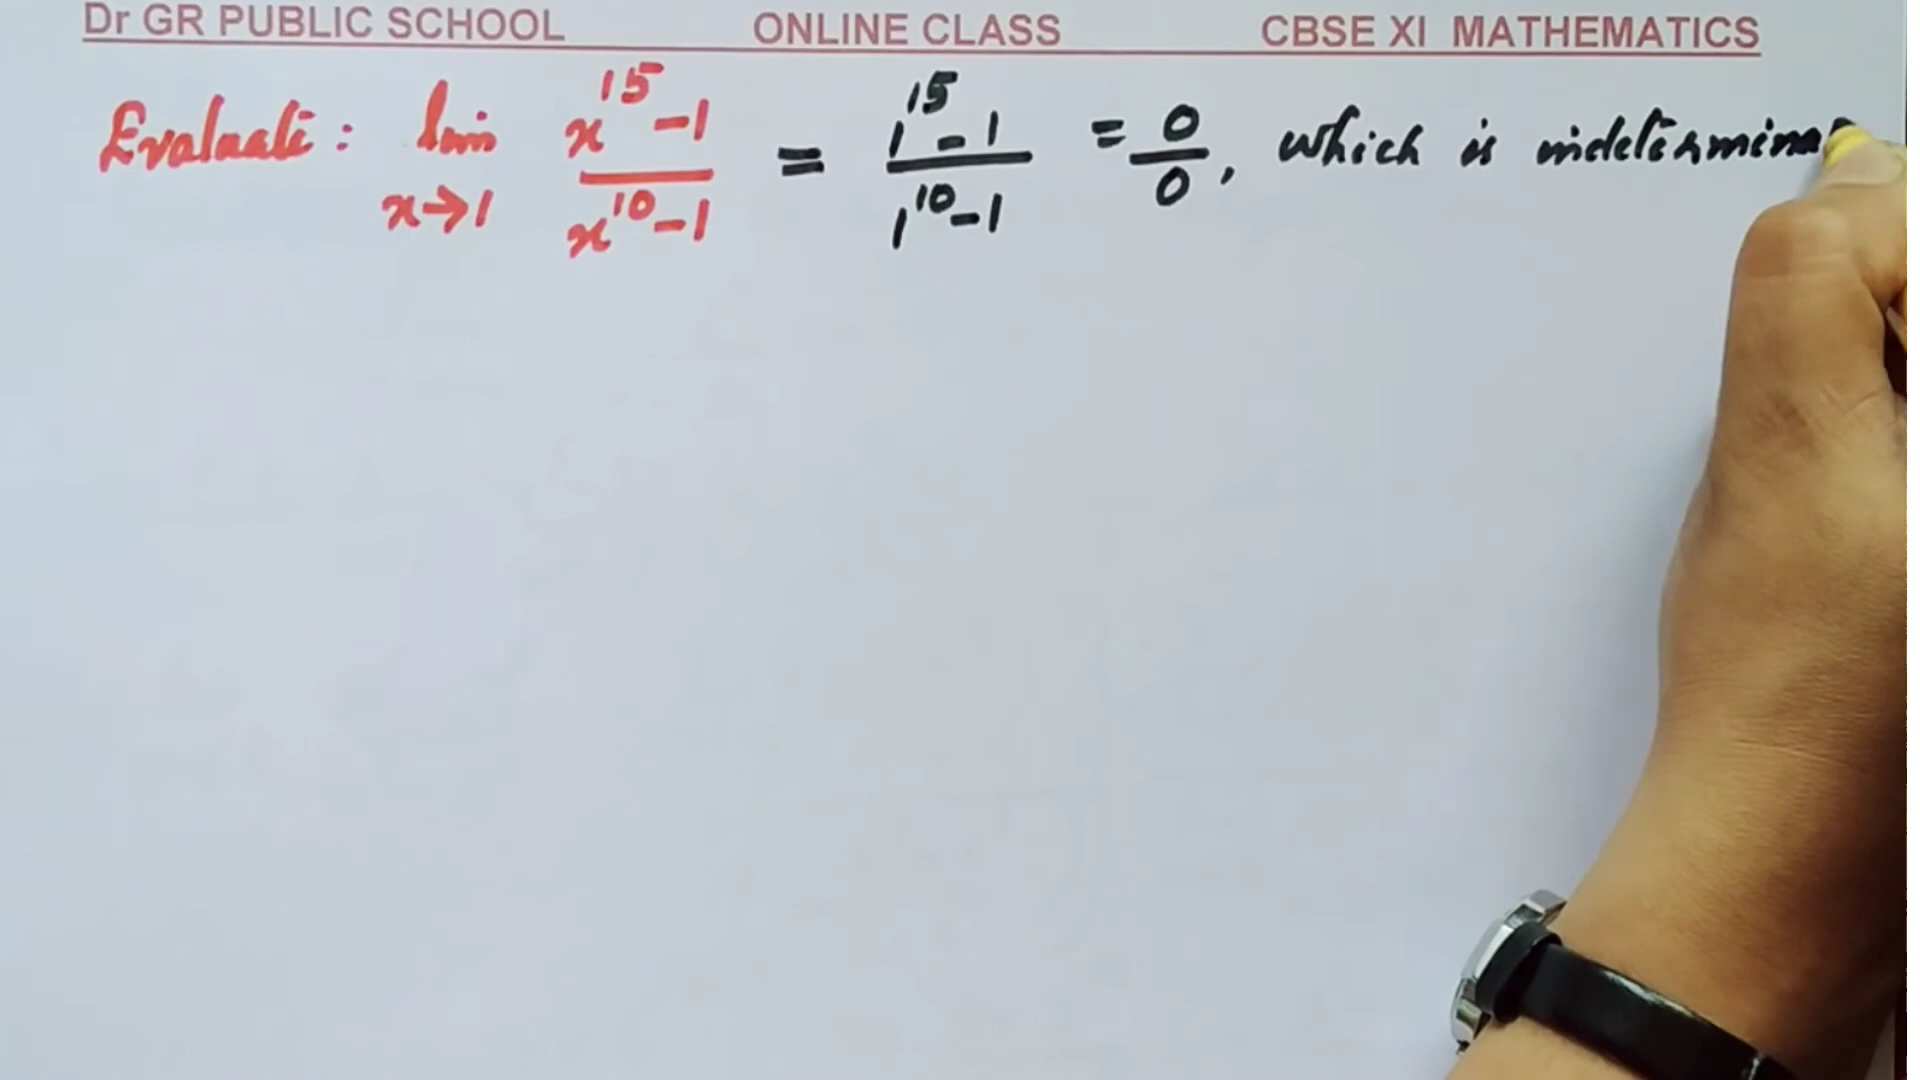 Dr GR PUBLIC SCHOOL ONLINE CLASS CBSE XI MATHEMATICS
Evaluate : lim x→1 (x^15 - 1)/(x^10 - 1) = (1^15 - 1)/(1^10 - 1) = 0/0, which is